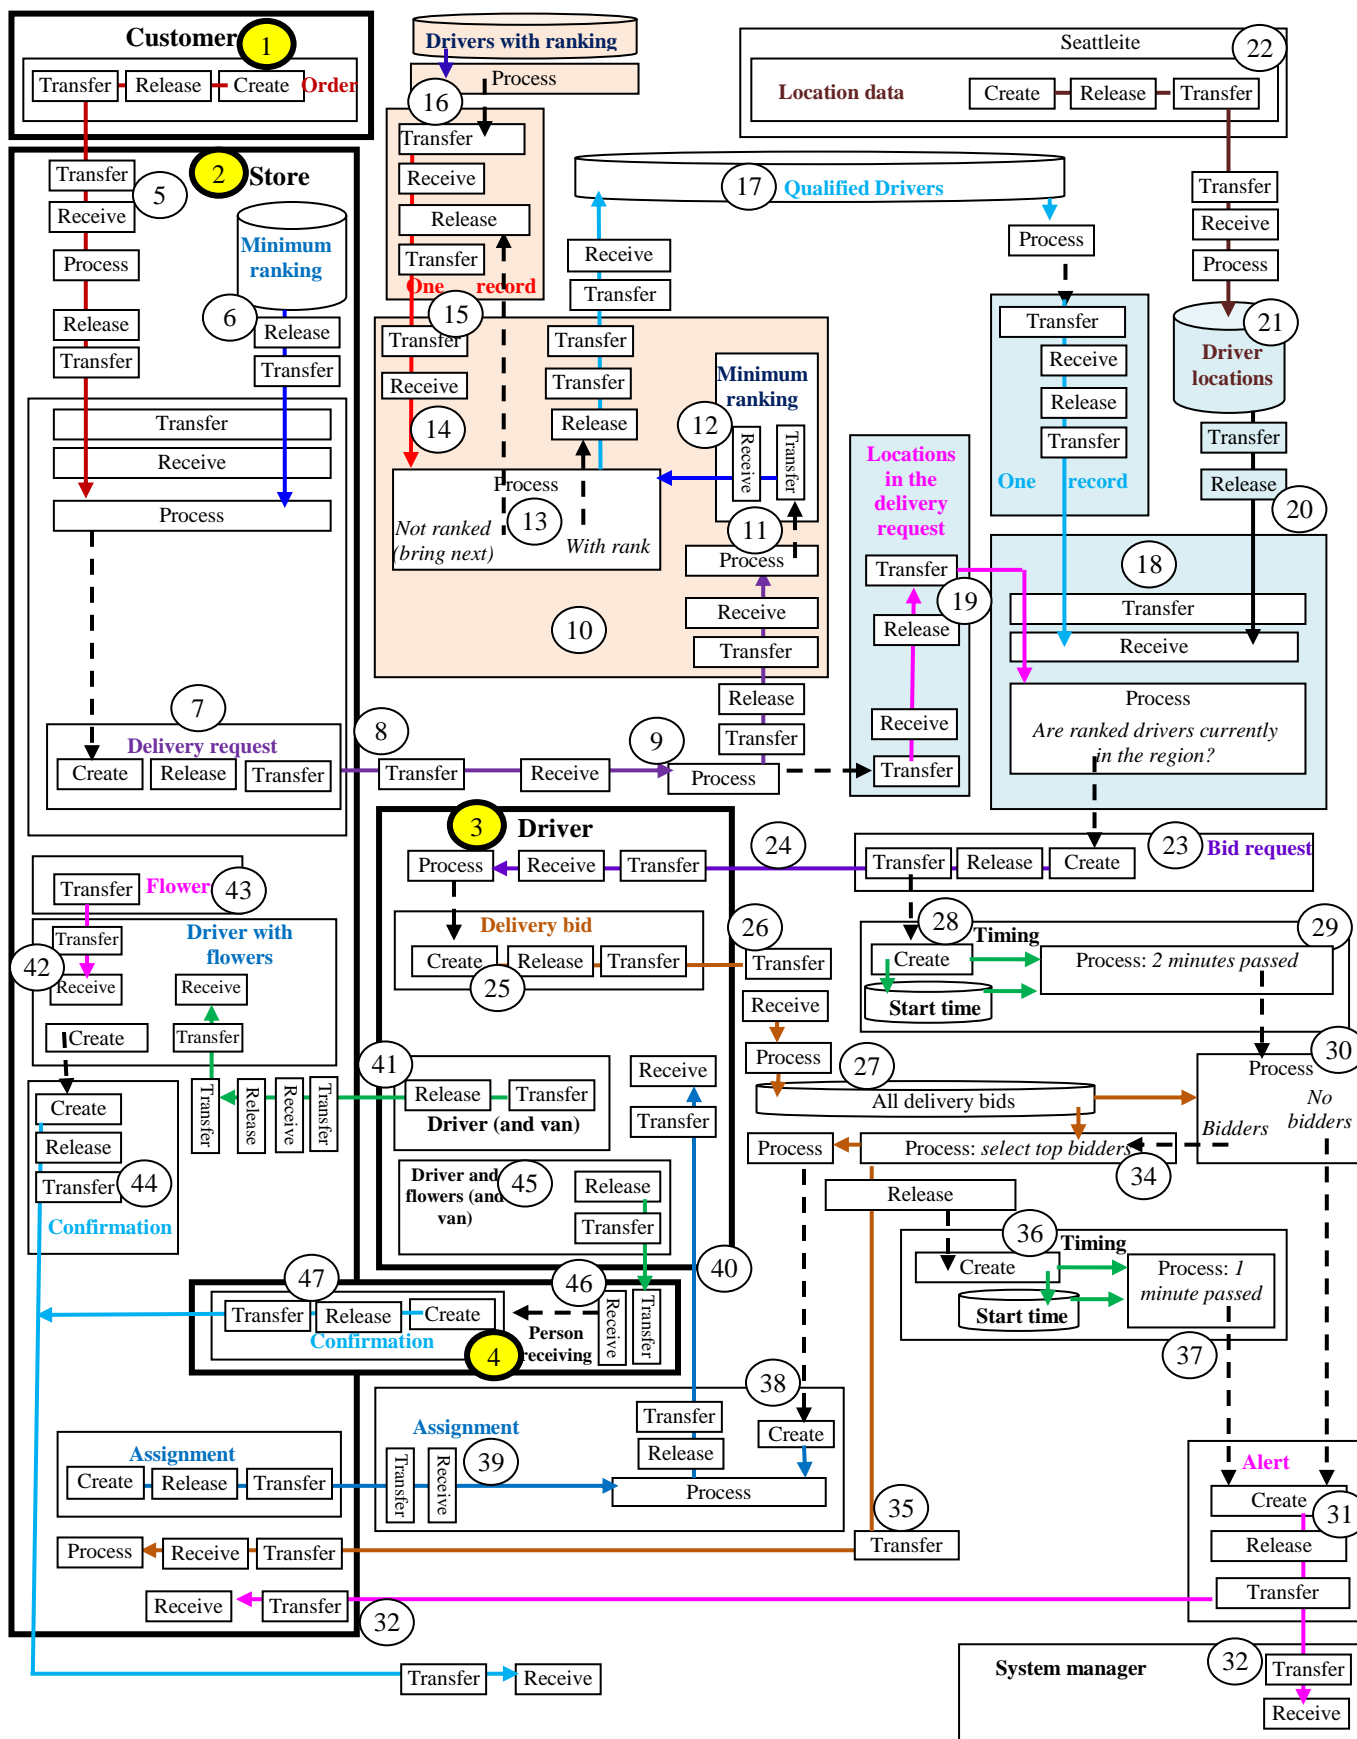 Customer
1
Transfer
Release
Create
Order
Drivers with ranking
Process
16
Transfer
Receive
Release
Transfer
One record
Seattleite
22
Location data
Create
Release
Transfer
2
Store
Transfer
5
Receive
Process
Release
Transfer
Minimum
ranking
6
Release
Transfer
17
Qualified Drivers
Receive
Transfer
Process
Transfer
Receive
Process
21
Driver
locations
Transfer
Release
20
Transfer
Receive
Release
Transfer
One record
Transfer
Receive
Process
15
Transfer
Receive
14
Transfer
Transfer
Release
Minimum
ranking
12
Receive
Transfer
Process
13
Not ranked
(bring next)
With rank
11
Process
Receive
Transfer
10
Release
Transfer
Locations
in the
delivery
request
Transfer
19
Release
Receive
Transfer
18
Transfer
Receive
Process
Are ranked drivers currently
in the region?
7
Delivery request
Create
Release
Transfer
8
Transfer
Receive
9
Process
3
Driver
Process
Receive
Transfer
24
Transfer
Release
Create
23
Bid request
Delivery bid
Create
Release
Transfer
25
26
Transfer
Receive
Process
28
Timing
29
Create
Start time
Process: 2 minutes passed
Transfer
Flower
43
Transfer
42
Receive
Driver with
flowers
Receive
Transfer
Create
Create
Release
Transfer
44
Confirmation
Transfer
Release
Receive
Transfer
41
Release
Transfer
Driver (and van)
Receive
Transfer
27
All delivery bids
30
Process
No
bidders
Bidders
Process
Process: select top bidders
34
Release
Driver and
flowers (and
van)
45
Release
Transfer
40
36
Timing
Create
Start time
Process: 1
minute passed
37
47
Transfer
Release
Create
Confirmation
4
46
Person
receiving
Receive
Transfer
38
Assignment
Transfer
Release
Create
Transfer
Receive
39
Process
Assignment
Create
Release
Transfer
Alert
Create
31
Release
Transfer
35
Transfer
Process
Receive
Transfer
Receive
Transfer
32
Transfer
Receive
System manager
32
Transfer
Receive